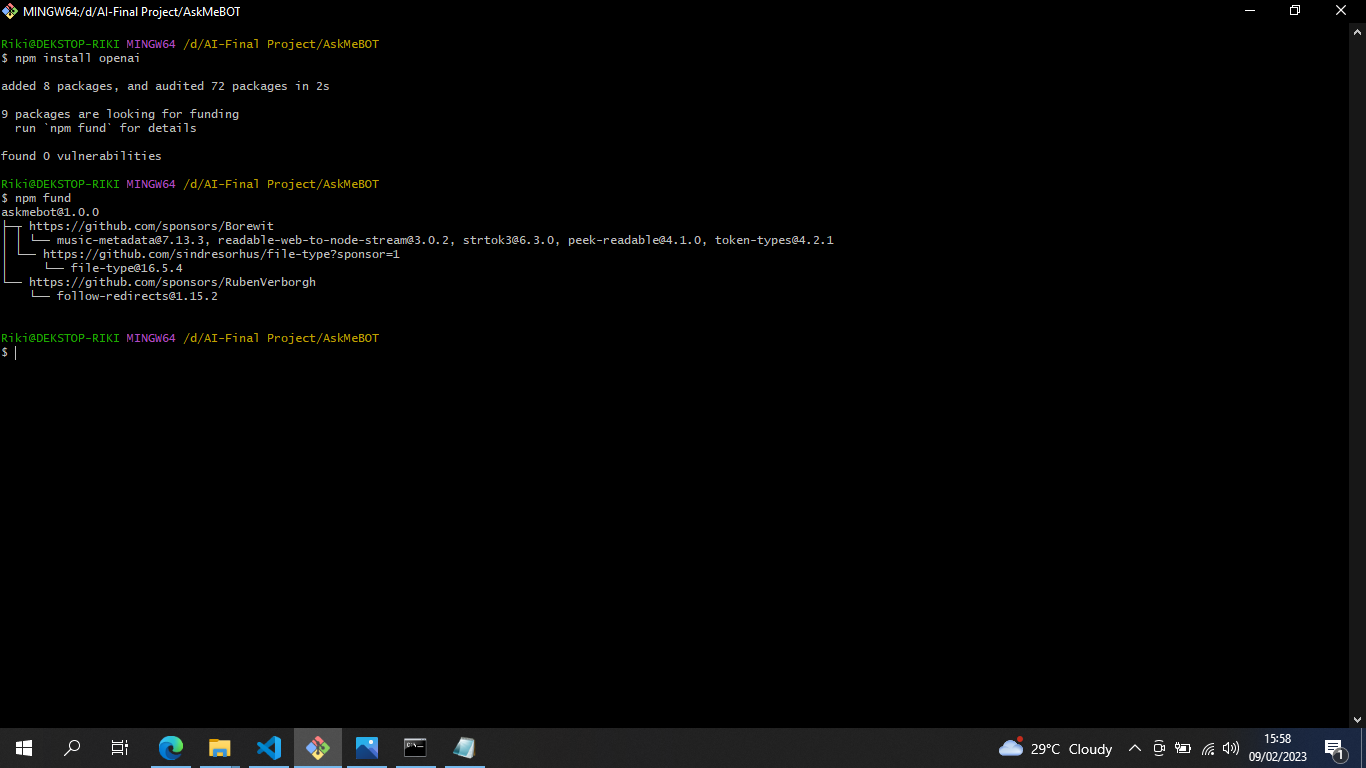 MINGW64:/d/AI-Final Project/AskMeBOT
Riki@DEKSTOP-RIKI MINGW64 /d/AI-Final Project/AskMeBOT
$ npm install openai
added 8 packages, and audited 72 packages in 2s
9 packages are looking for funding
run `npm fund` for details
found 0 vulnerabilities
Riki@DEKSTOP-RIKI MINGW64 /d/AI-Final Project/AskMeBOT
$ npm fund
askmebot@1.0.0
├─┬ https://github.com/sponsors/Borewit
│ │ └── music-metadata@7.13.3, readable-web-to-node-stream@3.0.2, strtok3@6.3.0, peek-readable@4.1.0, token-types@4.2.1
│ └── https://github.com/sindresorhus/file-type?sponsor=1
│     └── file-type@16.5.4
└── https://github.com/sponsors/RubenVerborgh
    └── follow-redirects@1.15.2
Riki@DEKSTOP-RIKI MINGW64 /d/AI-Final Project/AskMeBOT
$
29°C Cloudy
15:58
09/02/2023
1